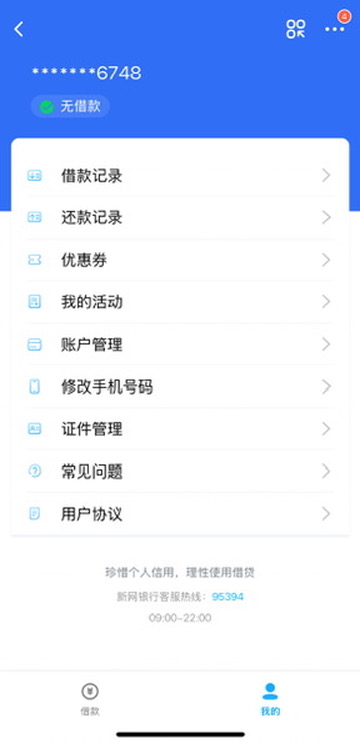 4
*******6748
无借款
借款记录
还款记录
优惠券
我的活动
账户管理
修改手机号码
证件管理
常见问题
用户协议
珍惜个人信用，理性使用借贷
新网银行客服热线：95394
09:00-22:00
借款
我的